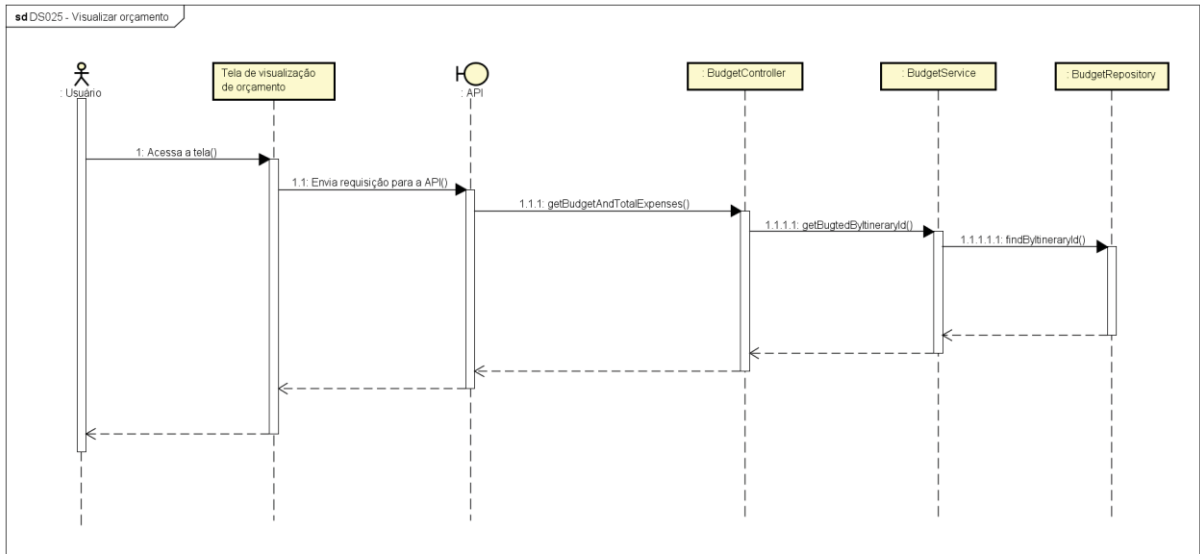 sd DS025 - Visualizar orçamento
: Usuário
Tela de visualização
de orçamento
: API
: BudgetController
: BudgetService
: BudgetRepository
1: Acessa a tela()
1.1: Envia requisição para a API()
1.1.1: getBudgetAndTotalExpenses()
1.1.1.1: getBugtedByItineraryId()
1.1.1.1.1: findByItineraryId()